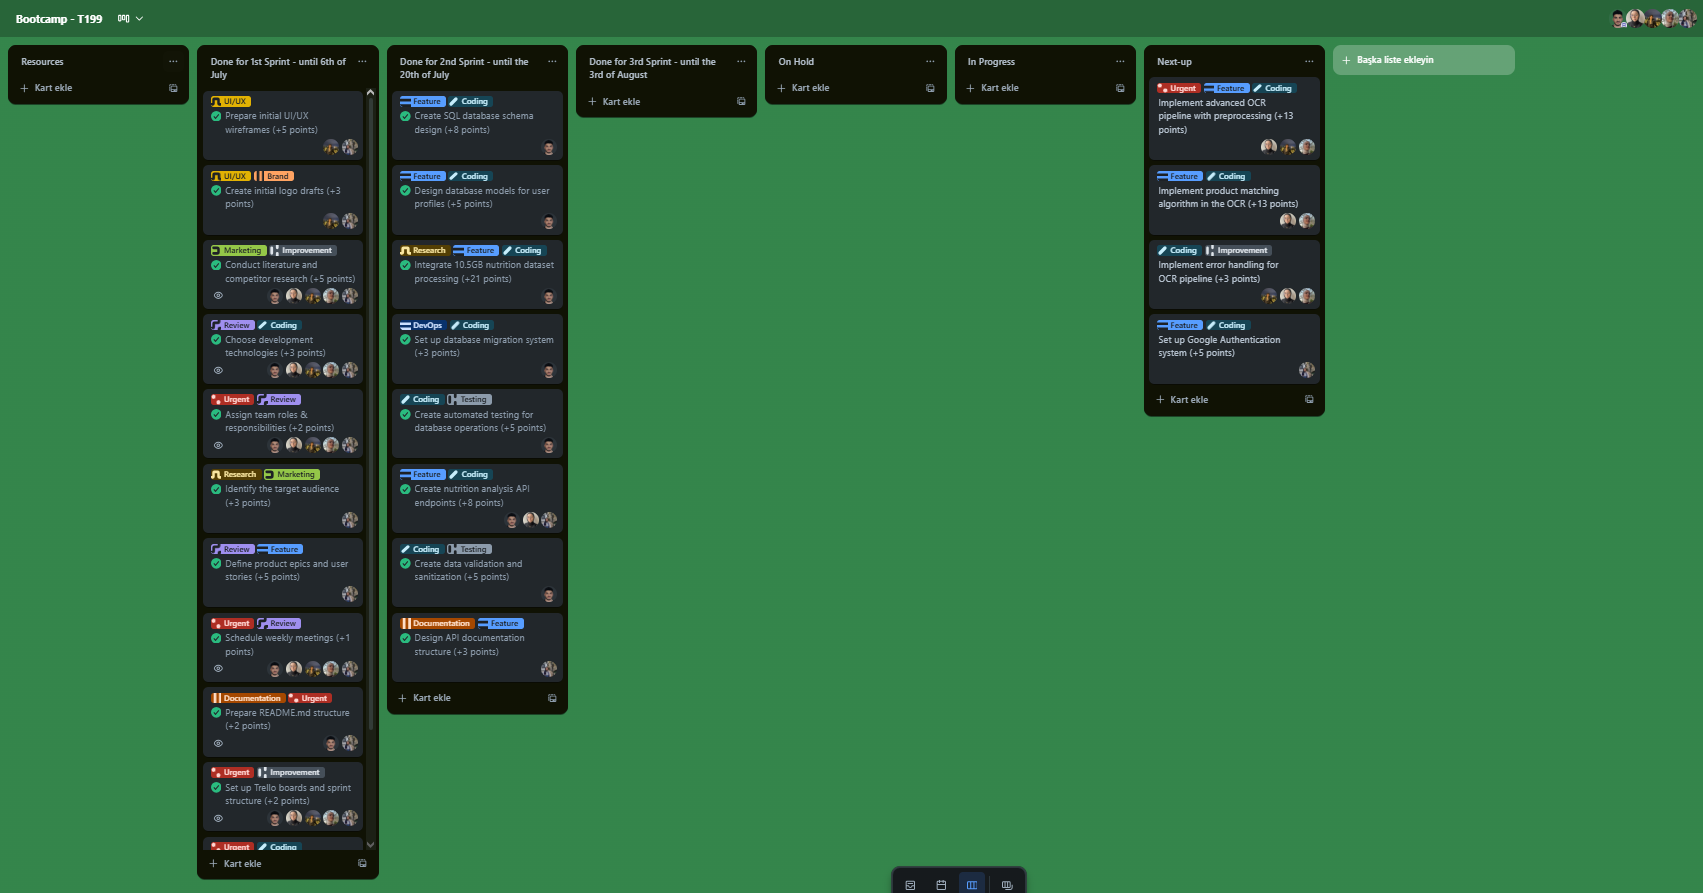 Bootcamp - T199
Resources
Kart ekle
Done for 1st Sprint - until 6th of
July
UI/UX
Prepare initial UI/UX
wireframes (+5 points)
UI/UX Brand
Create initial logo drafts (+3
points)
Marketing Improvement
Conduct literature and
competitor research (+5 points)
Review Coding
Choose development
technologies (+3 points)
Urgent Review
Assign team roles &
responsibilities (+2 points)
Research Marketing
Identify the target audience
(+3 points)
Review Feature
Define product epics and user
stories (+5 points)
Urgent Review
Schedule weekly meetings (+1
points)
Documentation Urgent
Prepare README.md structure
(+2 points)
Urgent Improvement
Set up Trello boards and sprint
structure (+2 points)
Urgent Coding
Kart ekle
Done for 2nd Sprint - until the
20th of July
Feature Coding
Create SQL database schema
design (+8 points)
Feature Coding
Design database models for user
profiles (+5 points)
Research Feature Coding
Integrate 10.5GB nutrition dataset
processing (+21 points)
DevOps Coding
Set up database migration system
(+3 points)
Coding Testing
Create automated testing for
database operations (+5 points)
Feature Coding
Create nutrition analysis API
endpoints (+8 points)
Coding Testing
Create data validation and
sanitization (+5 points)
Documentation Feature
Design API documentation
structure (+3 points)
Kart ekle
Done for 3rd Sprint - until the
3rd of August
Kart ekle
On Hold
Kart ekle
In Progress
Kart ekle
Next-up
Urgent Feature Coding
Implement advanced OCR
pipeline with preprocessing (+13
points)
Feature Coding
Implement product matching
algorithm in the OCR (+13 points)
Coding Improvement
Implement error handling for
OCR pipeline (+3 points)
Feature Coding
Set up Google Authentication
system (+5 points)
Kart ekle
Başka liste ekleyin